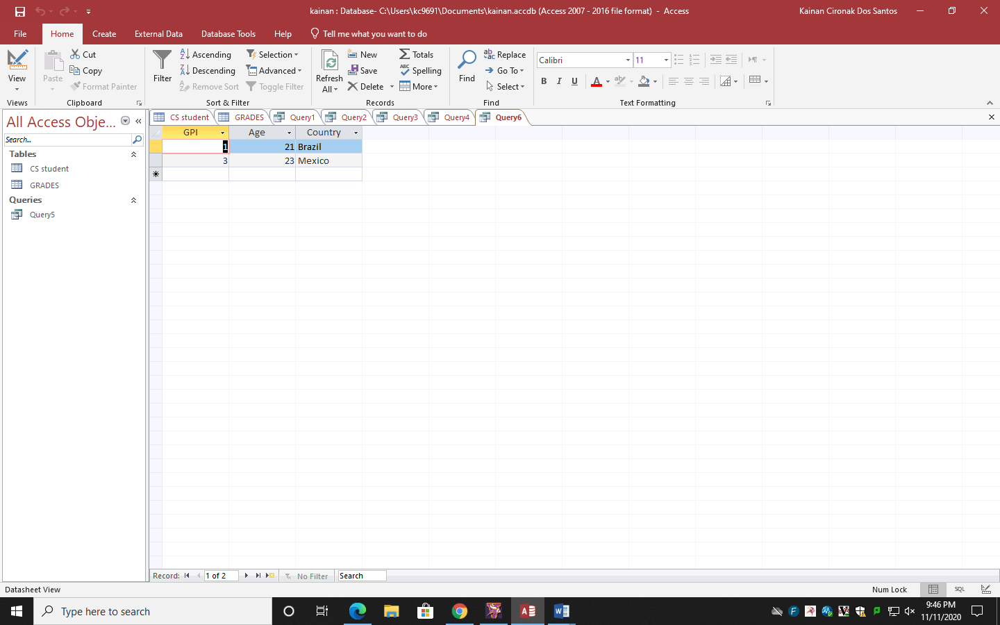 kainan : Database- C:\Users\kc9691\Documents\kainan.accdb (Access 2007 - 2016 file format) - Access
Kainan Cironak Dos Santos
File Home Create External Data Database Tools Help Tell me what you want to do
View
Views
Paste
Cut
Copy
Format Painter
Clipboard
Filter
Ascending
Descending
Remove Sort
Selection
Advanced
Toggle Filter
Sort & Filter
Refresh
All
New
Save
Delete
Totals
Spelling
More
Records
Find
Replace
Go To
Select
Find
Calibri 11
B I U
Text Formatting
All Access Obje...
Search...
Tables
CS student
GRADES
Queries
Query5
CS student GRADES Query1 Query2 Query3 Query4 Query6
GPI Age Country
1 21 Brazil
3 23 Mexico
Record: 1 of 2 No Filter Search
Datasheet View Num Lock SQL
Type here to search
9:46 PM
11/11/2020